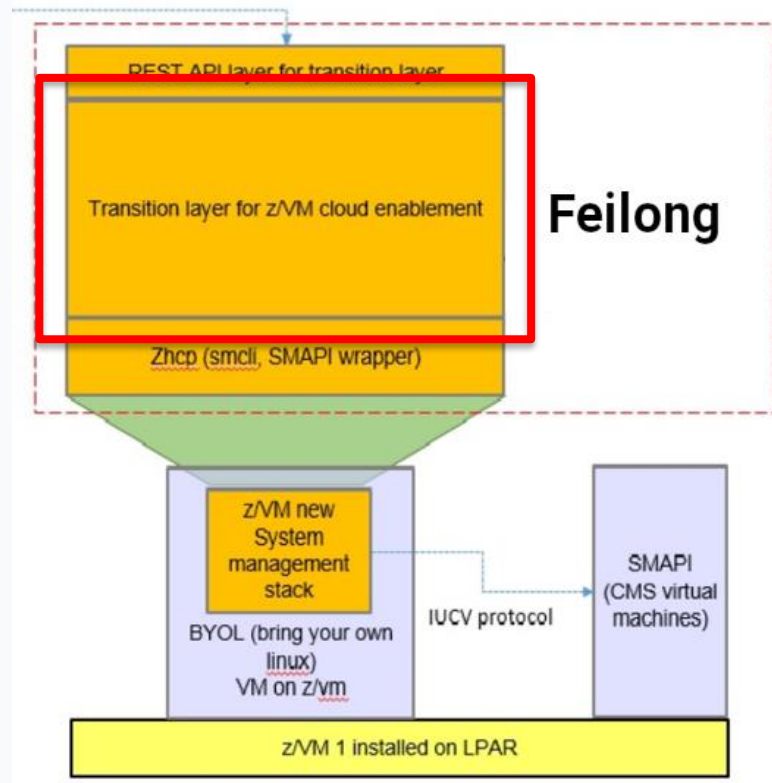 REST API layer for transition layer
Transition layer for z/VM cloud enablement
Feilong
Zhcp (smcli, SMAPI wrapper)
z/VM new
System
management
stack
BYOL (bring your own
linux)
VM on z/vm
IUCV protocol
SMAPI
(CMS virtual
machines)
z/VM 1 installed on LPAR